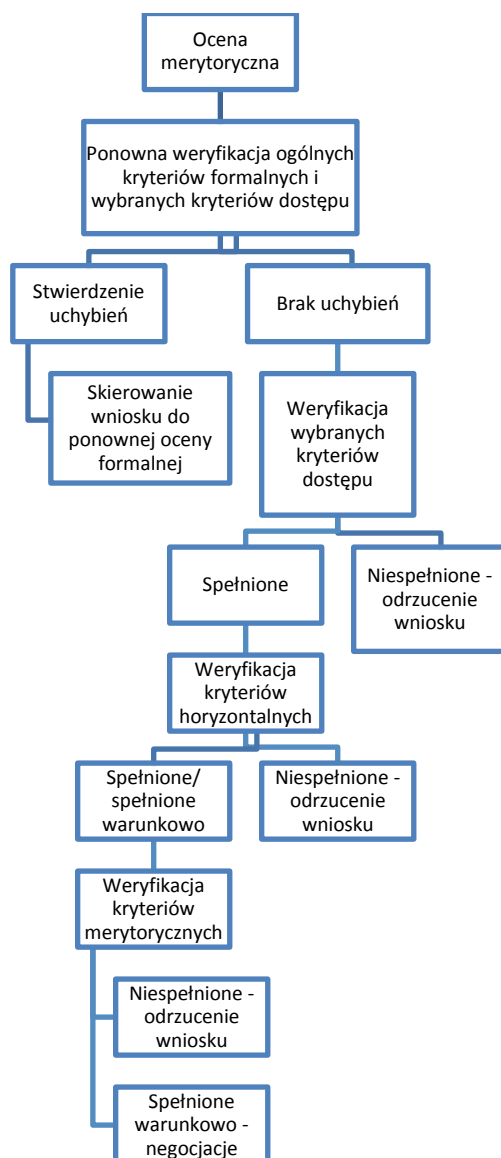 Ocena
merytoryczna
Ponowna weryfikacja ogólnych
kryteriów formalnych i
wybranych kryteriów dostępu
Stwierdzenie
uchybień
Brak uchybień
Skierowanie
wniosku do
ponownej oceny
formalnej
Weryfikacja
wybranych
kryteriów
dostępu
Spełnione
Niespełnione -
odrzucenie
wniosku
Weryfikacja
kryteriów
horyzontalnych
Spełnione/
spełnione
warunkowo
Niespełnione -
odrzucenie
wniosku
Weryfikacja
kryteriów
merytorycznych
Niespełnione -
odrzucenie
wniosku
Spełnione
warunkowo -
negocjacje